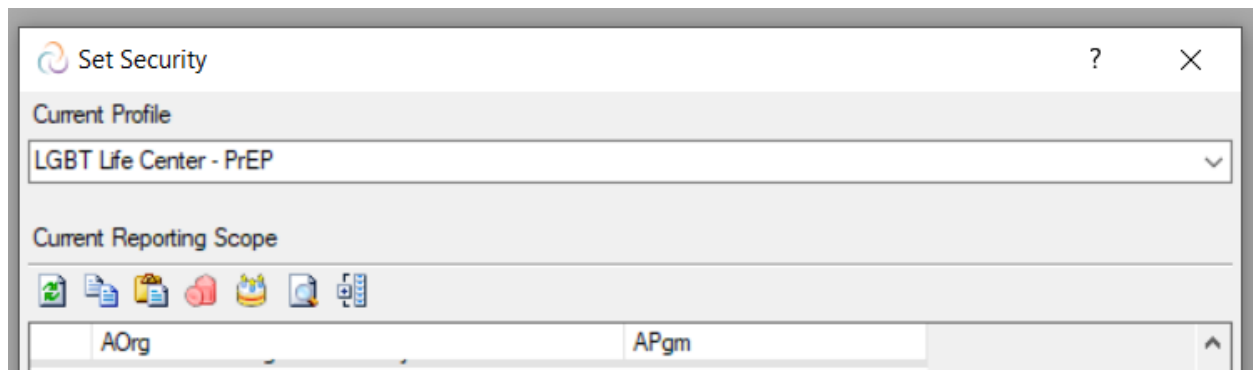 Set Security ?
Current Profile
LGBT Life Center - PrEP
Current Reporting Scope
AOrg APgm